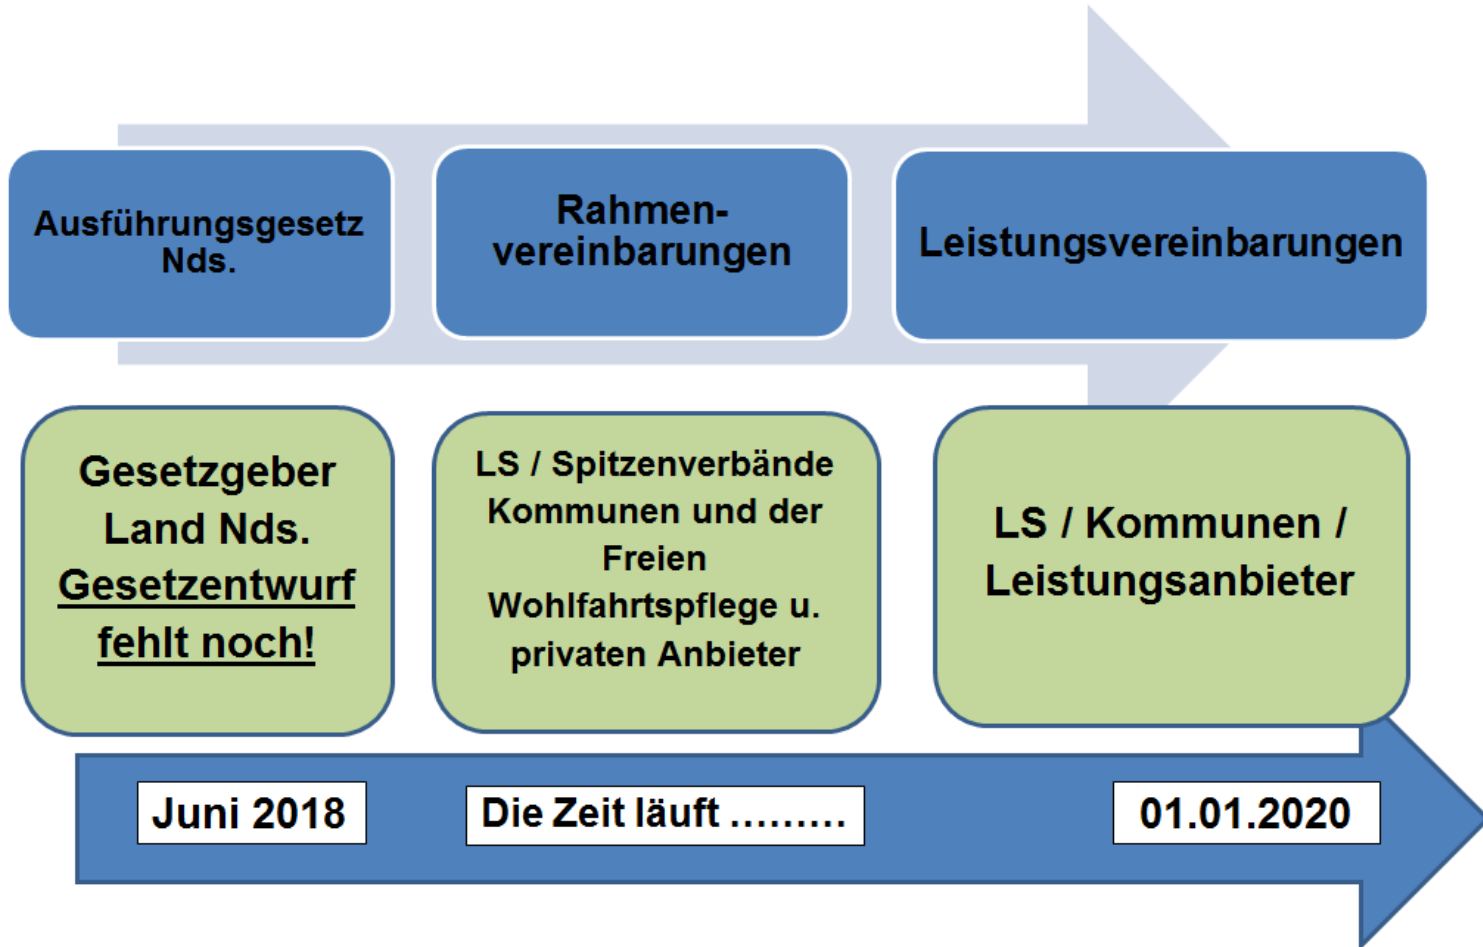 Ausführungsgesetz
Nds.
Rahmen-
vereinbarungen
Leistungsvereinbarungen
Gesetzgeber
Land Nds.
Gesetzentwurf
fehlt noch!
LS / Spitzenverbände
Kommunen und der
Freien
Wohlfahrtspflege u.
privaten Anbieter
LS / Kommunen /
Leistungsanbieter
Juni 2018
Die Zeit läuft .........
01.01.2020